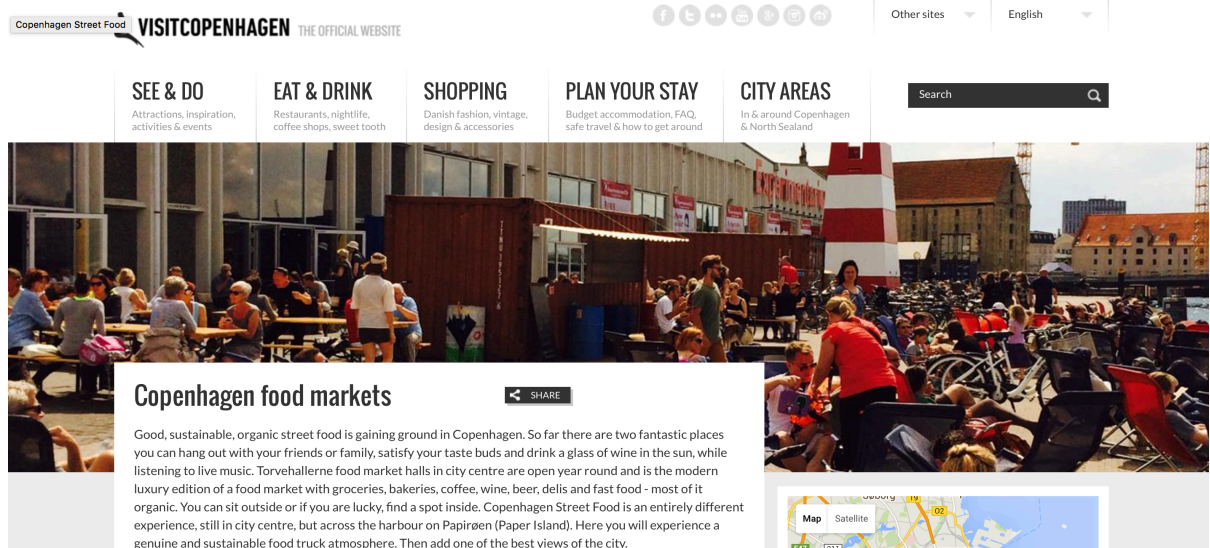 Copenhagen Street Food
VISITCOPENHAGEN THE OFFICIAL WEBSITE
Other sites
English
SEE & DO
Attractions, inspiration,
activities & events
EAT & DRINK
Restaurants, nightlife,
coffee shops, sweet tooth
SHOPPING
Danish fashion, vintage,
design & accessories
PLAN YOUR STAY
Budget accommodation, FAQ,
safe travel & how to get around
CITY AREAS
In & around Copenhagen
& North Sealand
Search
Copenhagen food markets
SHARE
Good, sustainable, organic street food is gaining ground in Copenhagen. So far there are two fantastic places
you can hang out with your friends or family, satisfy your taste buds and drink a glass of wine in the sun, while
listening to live music. Torvehallerne food market halls in city centre are open year round and is the modern
luxury edition of a food market with groceries, bakeries, coffee, wine, beer, delis and fast food - most of it
organic. You can sit outside or if you are lucky, find a spot inside. Copenhagen Street Food is an entirely different
experience, still in city centre, but across the harbour on Papirøen (Paper Island). Here you will experience a
genuine and sustainable food truck atmosphere. Then add one of the best views of the city.
Map
Satellite
Søborg
19
O2